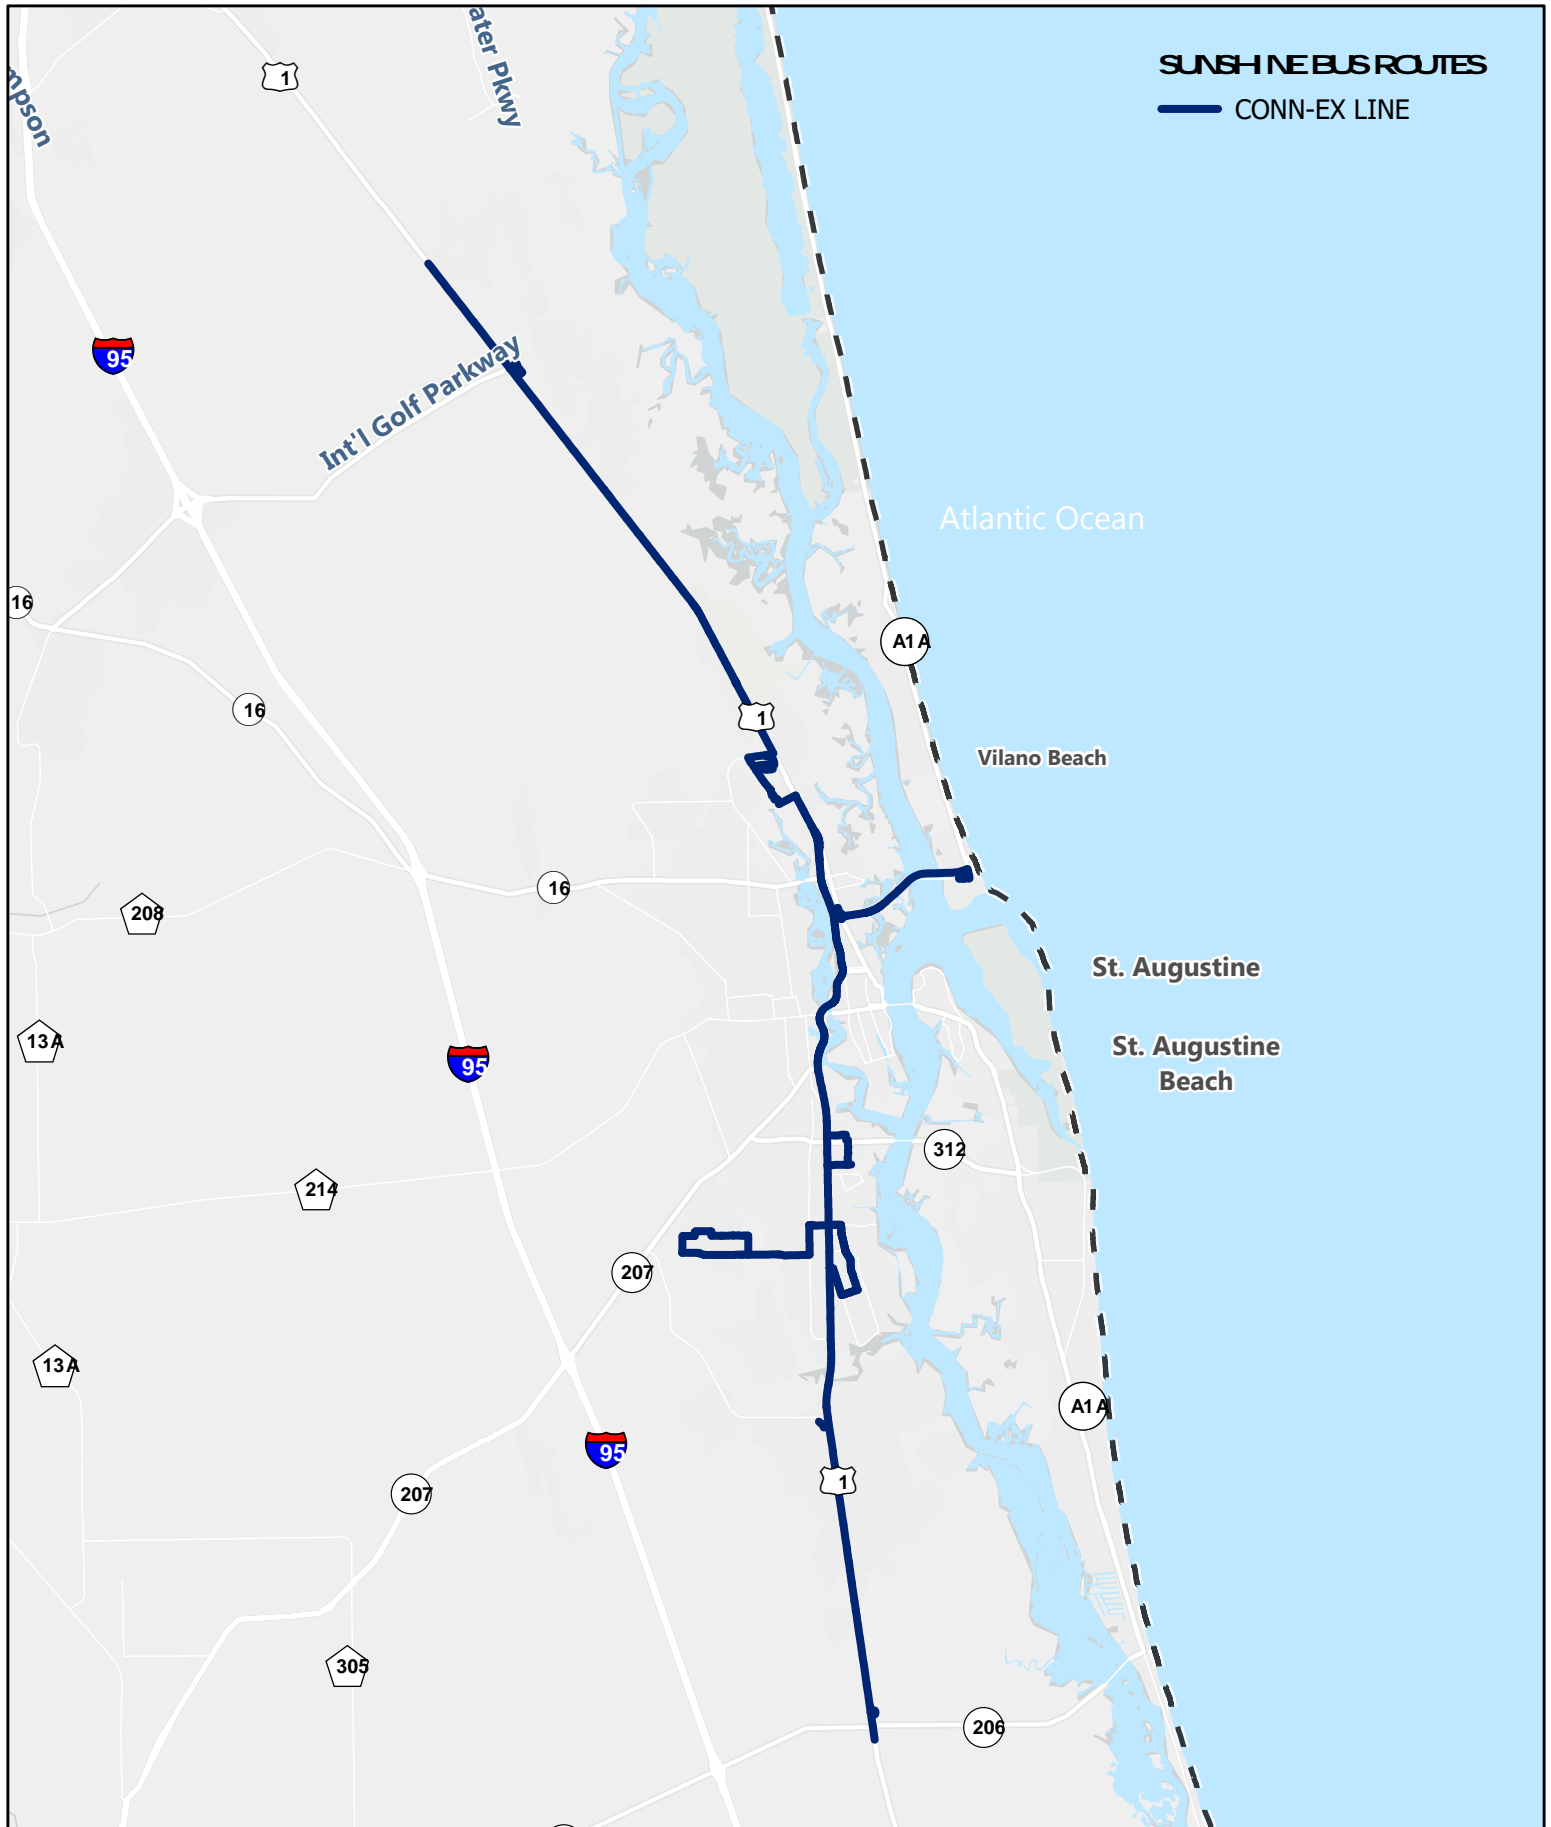 SUNSHINE BUS ROUTES
CONN-EX LINE
ater Pkwy
1
mpson
95
Int'l Golf Parkway
Atlantic Ocean
16
A1A
16
1
Vilano Beach
16
208
St. Augustine
13A
St. Augustine
Beach
95
312
214
207
13A
A1A
95
1
207
305
206